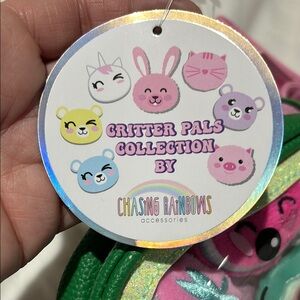 CRITTER PALS
COLLECTION
BY
CHASING RAINBOWS
accessories